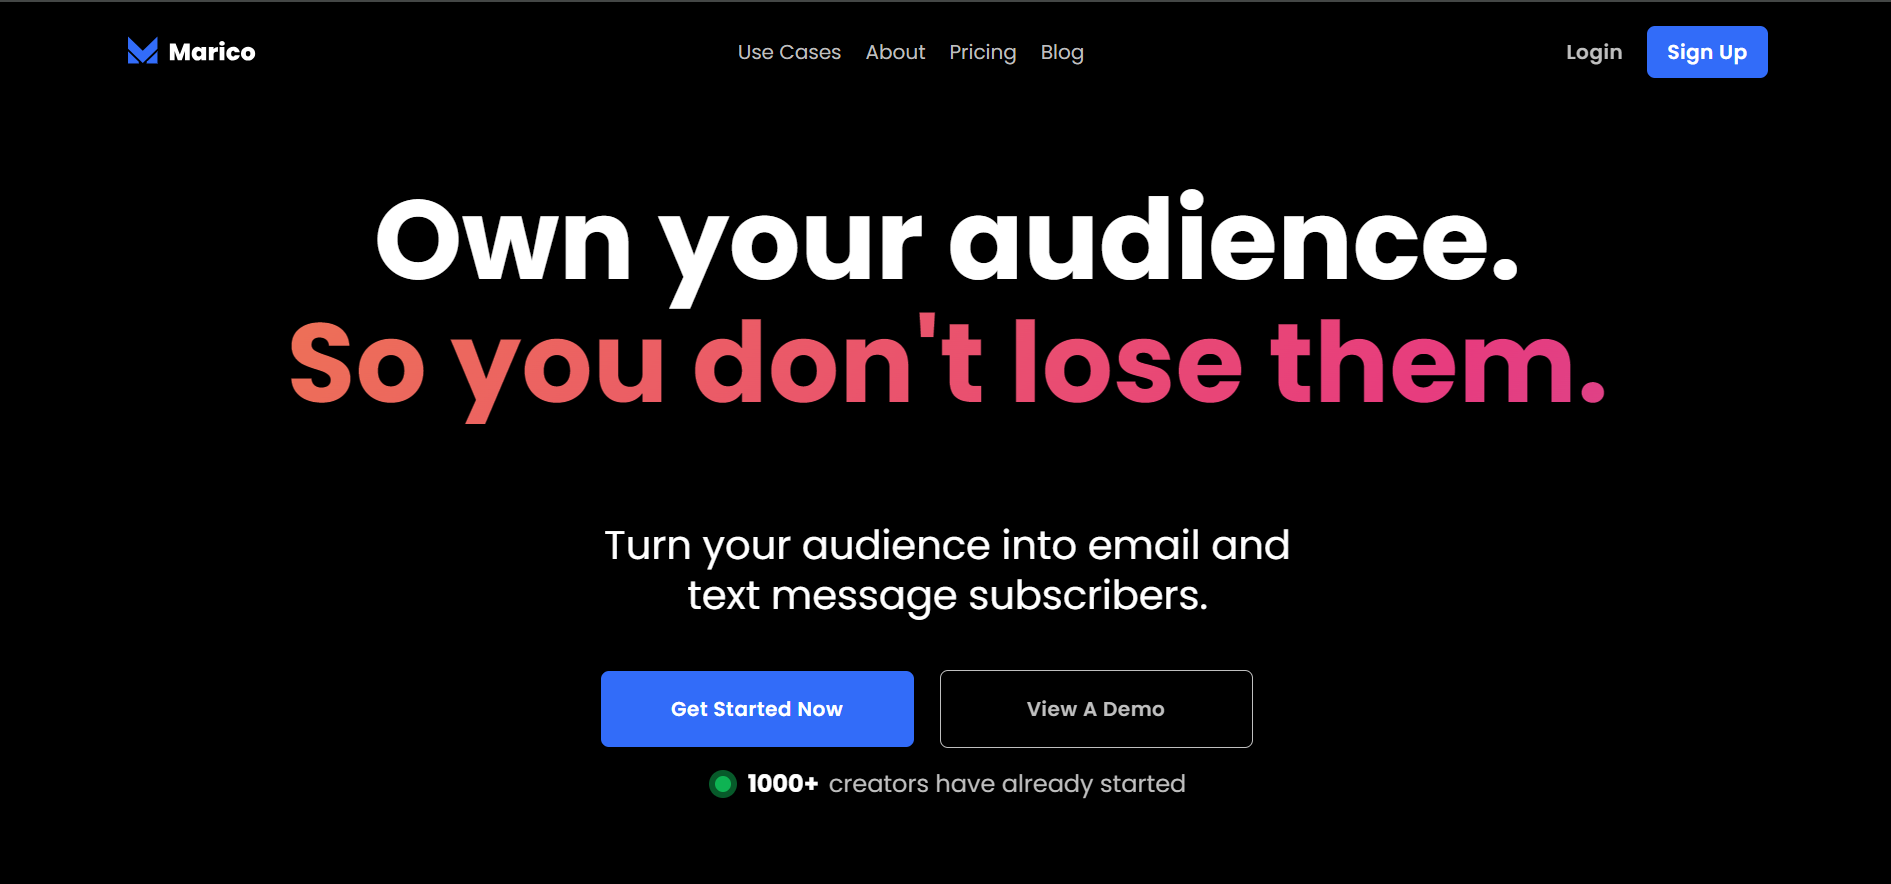 Marico
Use Cases About Pricing Blog
Login Sign Up
Own your audience.
So you don't lose them.
Turn your audience into email and
text message subscribers.
Get Started Now View A Demo
1000+ creators have already started